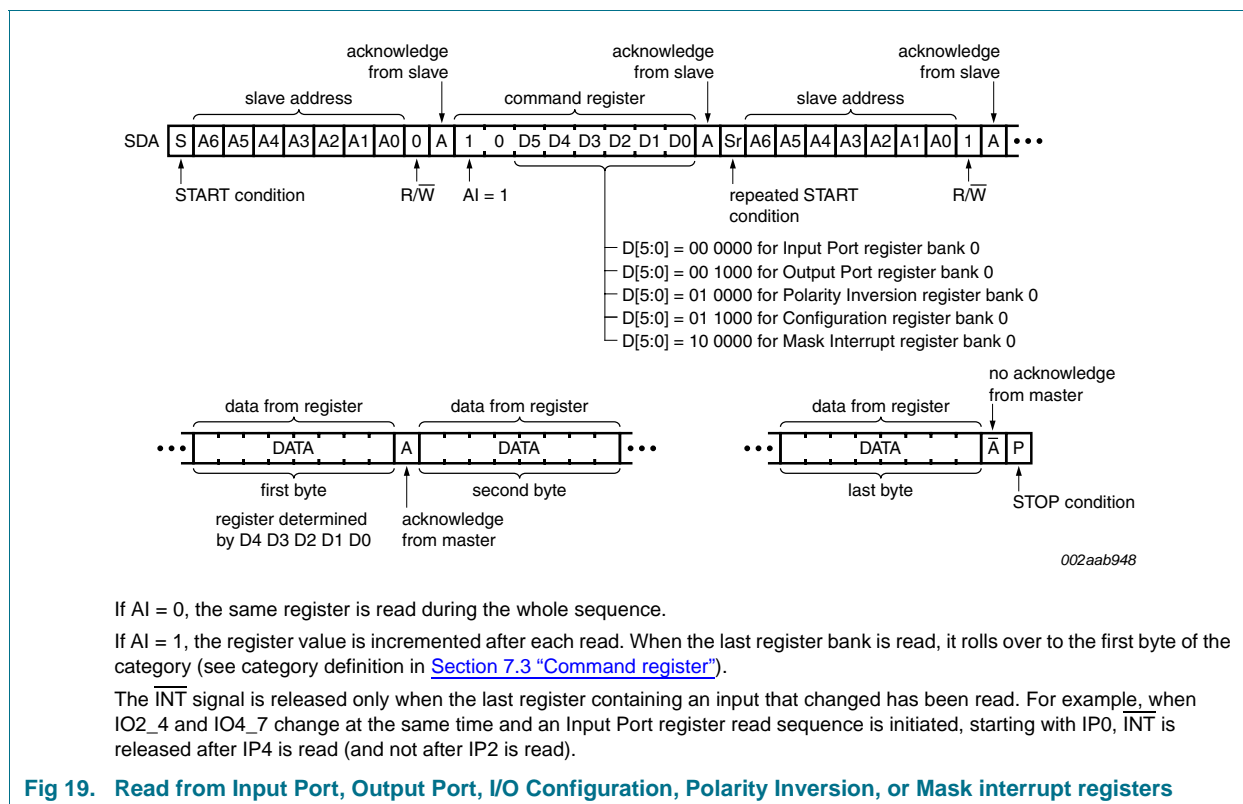 acknowledge
from slave
acknowledge
from slave
acknowledge
from slave
slave address
command register
slave address
SDA S A6 A5 A4 A3 A2 A1 A0 0 A 1 0 D5 D4 D3 D2 D1 D0 A Sr A6 A5 A4 A3 A2 A1 A0 1 A •••
START condition
R/W̅
AI = 1
repeated START
condition
R/W̅
D[5:0] = 00 0000 for Input Port register bank 0
D[5:0] = 00 1000 for Output Port register bank 0
D[5:0] = 01 0000 for Polarity Inversion register bank 0
D[5:0] = 01 1000 for Configuration register bank 0
D[5:0] = 10 0000 for Mask Interrupt register bank 0
no acknowledge
from master
data from register
data from register
data from register
••• DATA A DATA ••• ••• DATA A̅ P
first byte
second byte
last byte
STOP condition
register determined
by D4 D3 D2 D1 D0
acknowledge
from master
002aab948
If AI = 0, the same register is read during the whole sequence.
If AI = 1, the register value is incremented after each read. When the last register bank is read, it rolls over to the first byte of the
category (see category definition in Section 7.3 “Command register”).
The I̅N̅T̅ signal is released only when the last register containing an input that changed has been read. For example, when
IO2_4 and IO4_7 change at the same time and an Input Port register read sequence is initiated, starting with IP0, I̅N̅T̅ is
released after IP4 is read (and not after IP2 is read).
Fig 19. Read from Input Port, Output Port, I/O Configuration, Polarity Inversion, or Mask interrupt registers